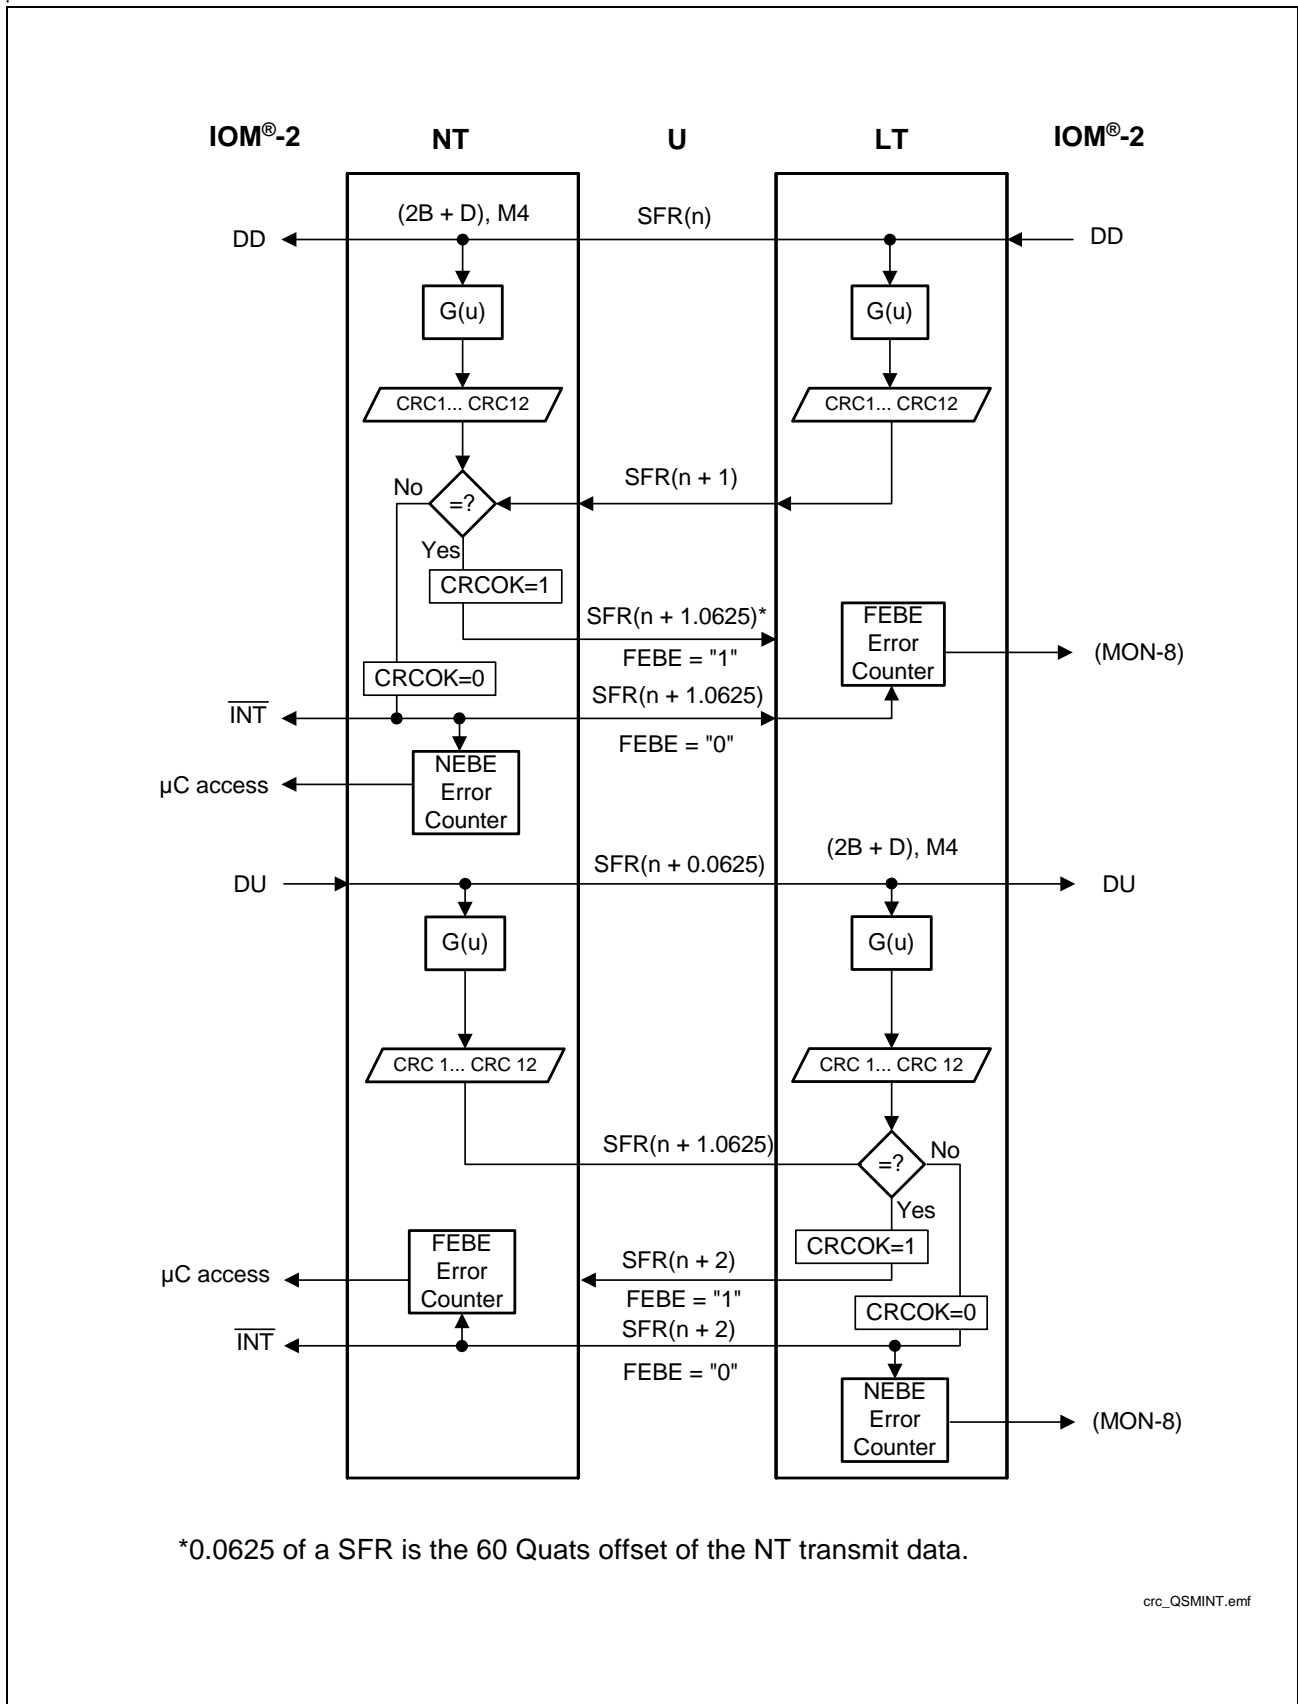 IOM®-2 NT U LT IOM®-2
(2B + D), M4 SFR(n)
DD DD
G(u) G(u)
CRC1... CRC12 CRC1... CRC12
SFR(n + 1)
No
=?
Yes
CRCOK=1
SFR(n + 1.0625)*
FEBE = "1"
FEBE
Error
Counter
(MON-8)
CRCOK=0
SFR(n + 1.0625)
INT
FEBE = "0"
NEBE
Error
Counter
µC access
SFR(n + 0.0625) (2B + D), M4
DU DU
G(u) G(u)
CRC 1... CRC 12 CRC 1... CRC 12
SFR(n + 1.0625)
=?
No
Yes
CRCOK=1
FEBE
Error
Counter
µC access
SFR(n + 2)
FEBE = "1"
CRCOK=0
SFR(n + 2)
INT
FEBE = "0"
NEBE
Error
Counter
(MON-8)
*0.0625 of a SFR is the 60 Quats offset of the NT transmit data.
crc_QSMINT.emf